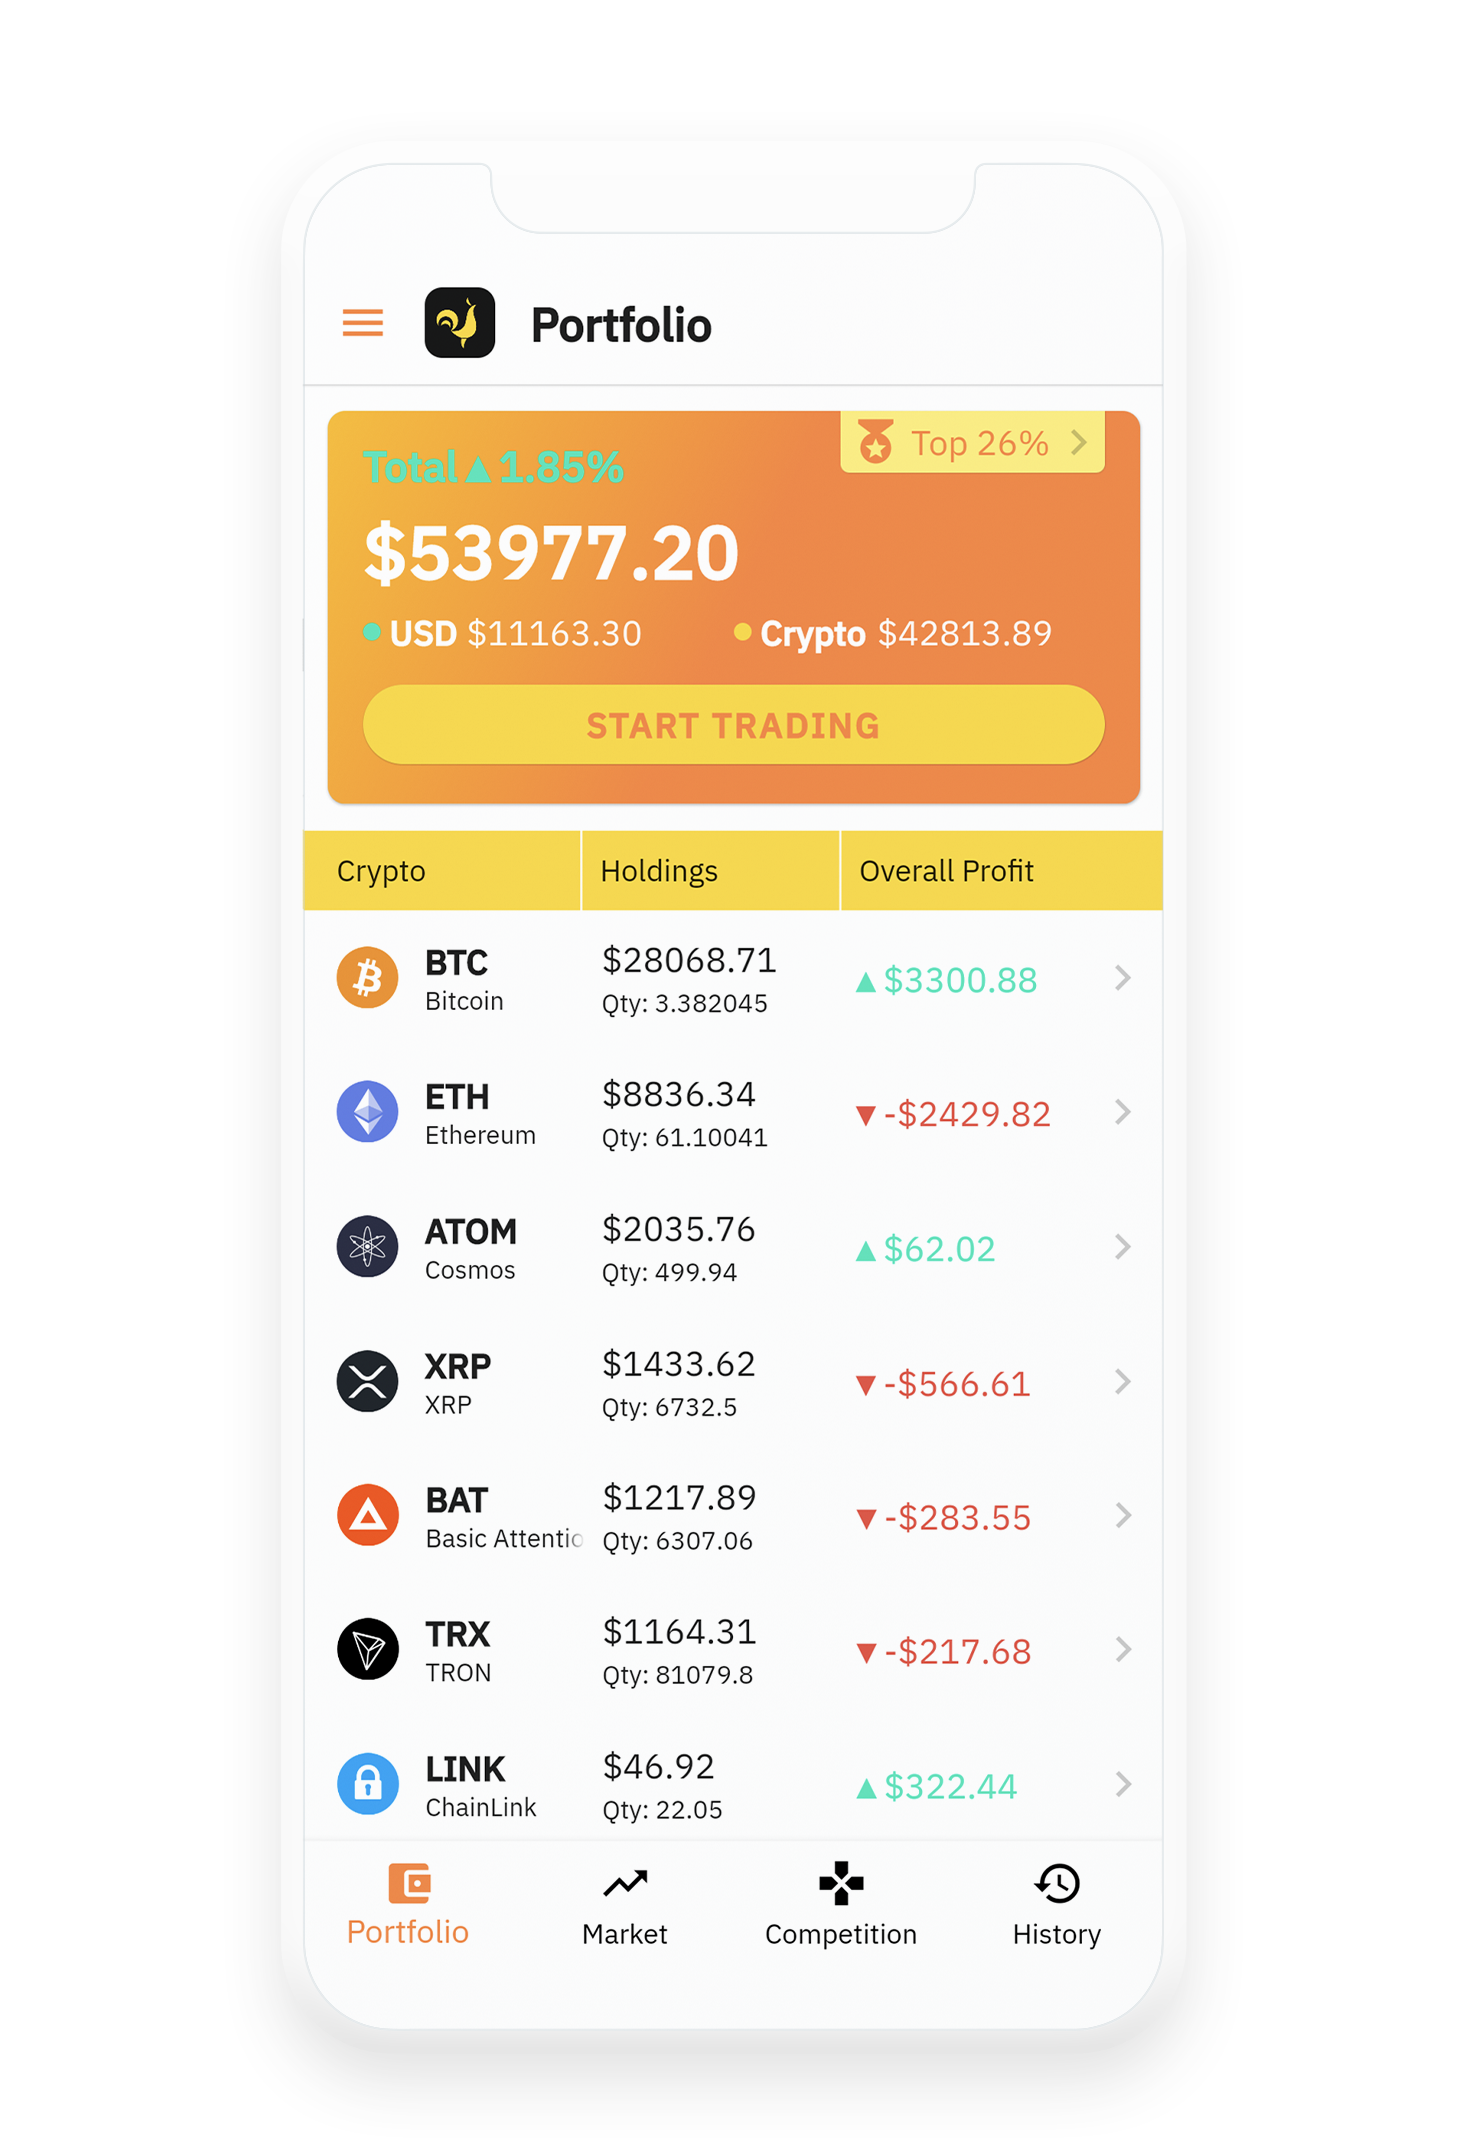 Portfolio
Total▲1.85%
Top 26%
$53977.20
USD $11163.30
Crypto $42813.89
START TRADING
Crypto Holdings Overall Profit
BTC
Bitcoin
$28068.71
Qty: 3.382045
▲$3300.88
ETH
Ethereum
$8836.34
Qty: 61.10041
▼-$2429.82
ATOM
Cosmos
$2035.76
Qty: 499.94
▲$62.02
XRP
XRP
$1433.62
Qty: 6732.5
▼-$566.61
BAT
Basic Attentio
$1217.89
Qty: 6307.06
▼-$283.55
TRX
TRON
$1164.31
Qty: 81079.8
▼-$217.68
LINK
ChainLink
$46.92
Qty: 22.05
▲$322.44
Portfolio Market Competition History